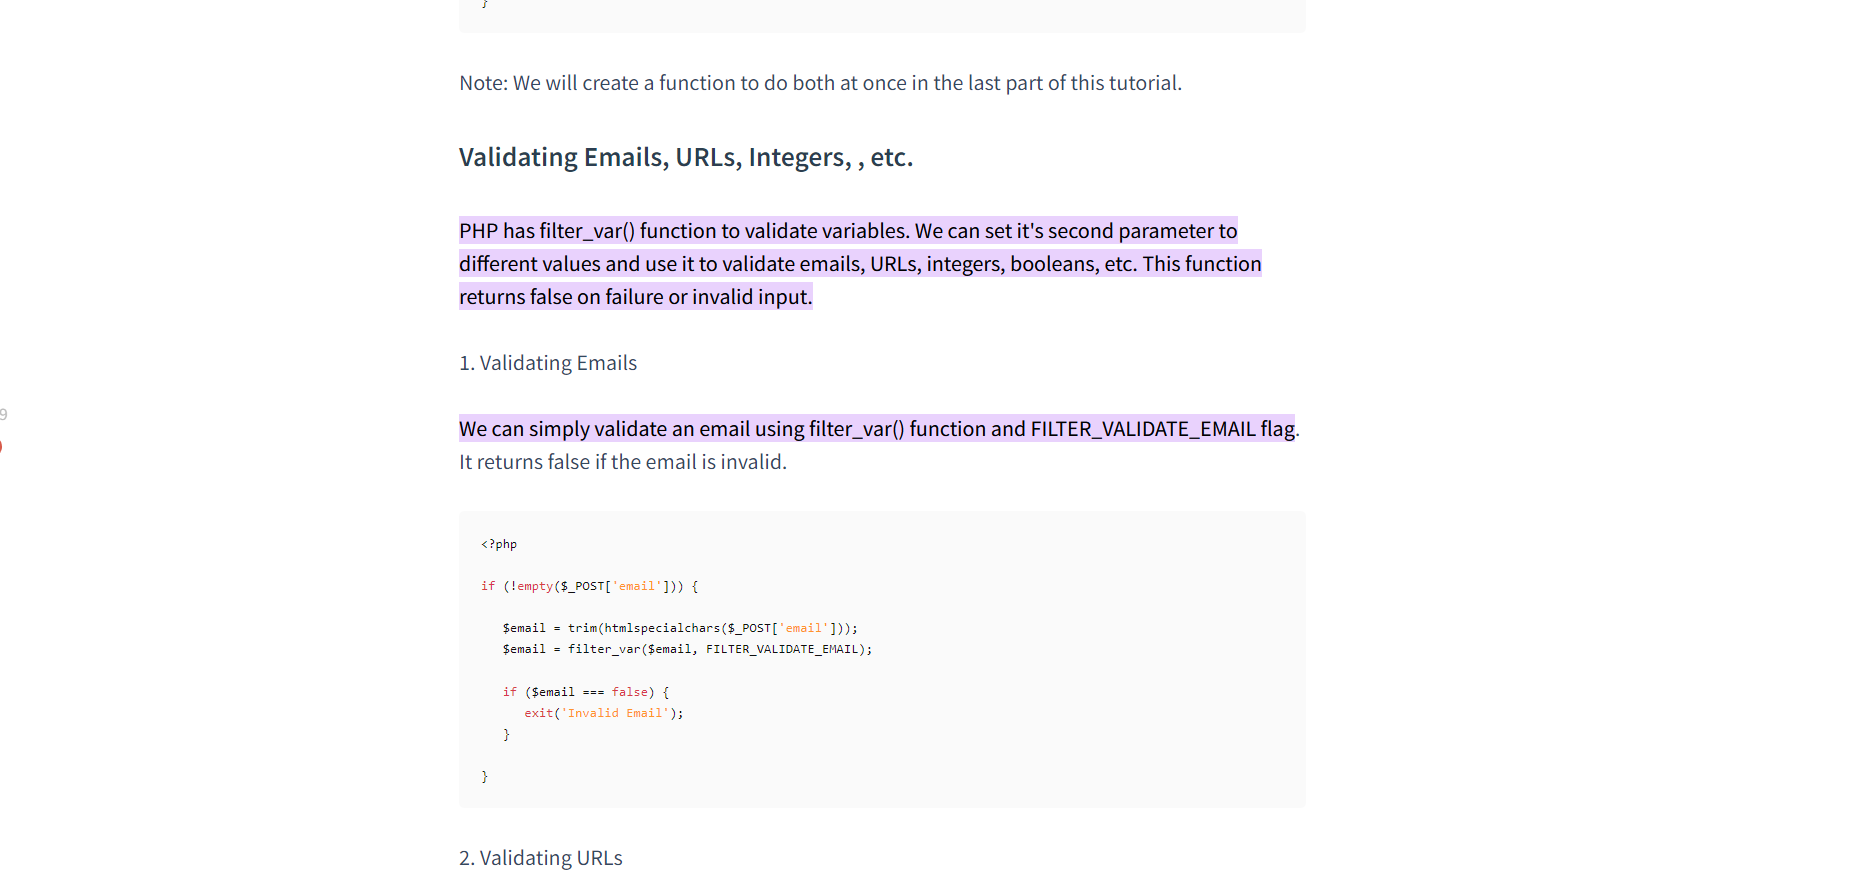 }
Note: We will create a function to do both at once in the last part of this tutorial.
Validating Emails, URLs, Integers, , etc.
PHP has filter_var() function to validate variables. We can set it's second parameter to
different values and use it to validate emails, URLs, integers, booleans, etc. This function
returns false on failure or invalid input.
1. Validating Emails
9
We can simply validate an email using filter_var() function and FILTER_VALIDATE_EMAIL flag.
It returns false if the email is invalid.
<?php
if (!empty($_POST['email'])) {
$email = trim(htmlspecialchars($_POST['email']));
$email = filter_var($email, FILTER_VALIDATE_EMAIL);
if ($email === false) {
exit('Invalid Email');
}
}
2. Validating URLs